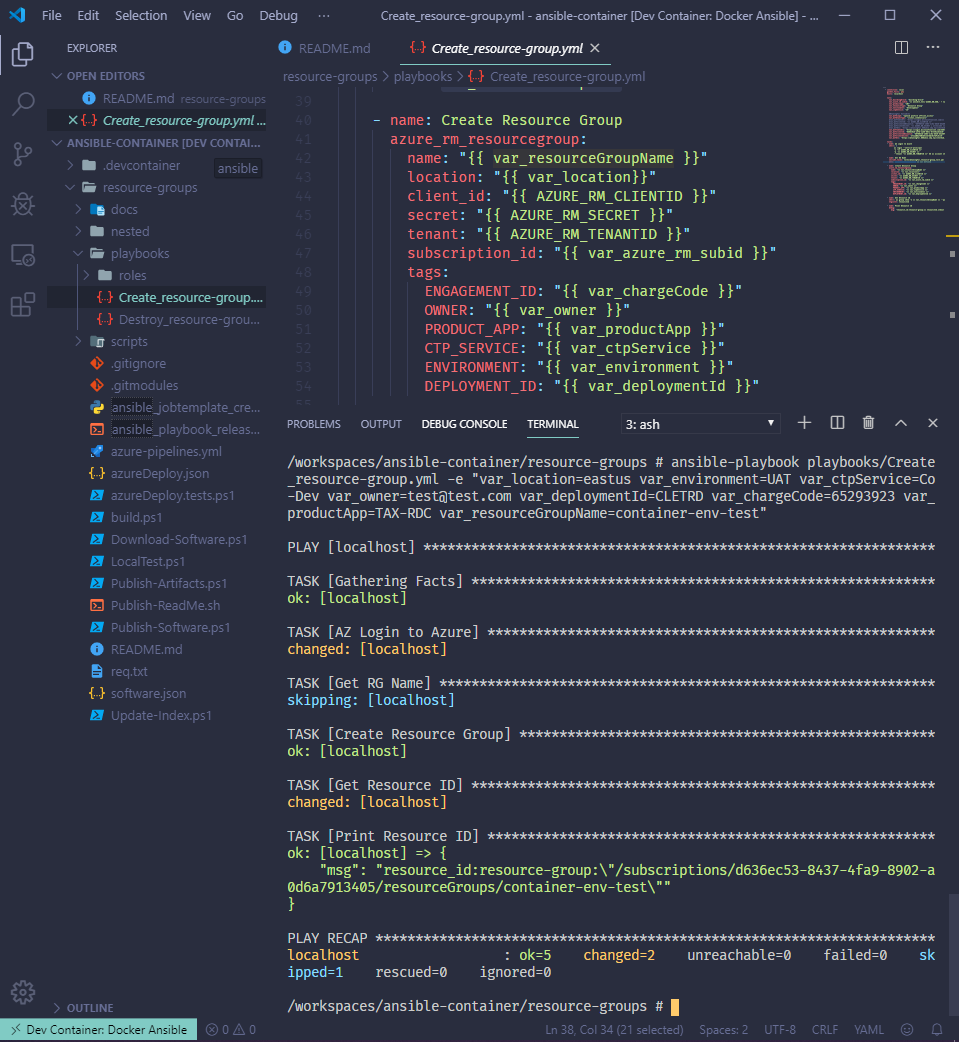 File Edit Selection View Go Debug ··· Create_resource-group.yml - ansible-container [Dev Container: Docker Ansible] - ...
EXPLORER
OPEN EDITORS
README.md resource-groups
Create_resource-group.yml ...
ANSIBLE-CONTAINER [DEV CONTAI...
.devcontainer
ansible
resource-groups
docs
nested
playbooks
roles
Create_resource-group....
Destroy_resource-grou...
scripts
.gitignore
.gitmodules
ansible_jobtemplate_cre...
ansible_playbook_releas...
azure-pipelines.yml
azureDeploy.json
azureDeploy.tests.ps1
build.ps1
Download-Software.ps1
LocalTest.ps1
Publish-Artifacts.ps1
Publish-ReadMe.sh
Publish-Software.ps1
README.md
req.txt
software.json
Update-Index.ps1
OUTLINE
README.md Create_resource-group.yml
resource-groups > playbooks > Create_resource-group.yml
39
40 - name: Create Resource Group
41 azure_rm_resourcegroup:
42 name: "{{ var_resourceGroupName }}"
43 location: "{{ var_location}}"
44 client_id: "{{ AZURE_RM_CLIENTID }}"
45 secret: "{{ AZURE_RM_SECRET }}"
46 tenant: "{{ AZURE_RM_TENANTID }}"
47 subscription_id: "{{ var_azure_rm_subid }}"
48 tags:
49 ENGAGEMENT_ID: "{{ var_chargeCode }}"
50 OWNER: "{{ var_owner }}"
51 PRODUCT_APP: "{{ var_productApp }}"
52 CTP_SERVICE: "{{ var_ctpService }}"
53 ENVIRONMENT: "{{ var_environment }}"
54 DEPLOYMENT_ID: "{{ var_deploymentId }}"
PROBLEMS OUTPUT DEBUG CONSOLE TERMINAL 3: ash
/workspaces/ansible-container/resource-groups # ansible-playbook playbooks/Create
_resource-group.yml -e "var_location=eastus var_environment=UAT var_ctpService=Co
-Dev var_owner=test@test.com var_deploymentId=CLETRD var_chargeCode=65293923 var_
productApp=TAX-RDC var_resourceGroupName=container-env-test"
PLAY [localhost] ****************************************************************
TASK [Gathering Facts] **********************************************************
ok: [localhost]
TASK [AZ Login to Azure] ********************************************************
changed: [localhost]
TASK [Get RG Name] **************************************************************
skipping: [localhost]
TASK [Create Resource Group] ****************************************************
ok: [localhost]
TASK [Get Resource ID] **********************************************************
changed: [localhost]
TASK [Print Resource ID] ********************************************************
ok: [localhost] => {
"msg": "resource_id:resource-group:\"/subscriptions/d636ec53-8437-4fa9-8902-a
0d6a7913405/resourceGroups/container-env-test\""
}
PLAY RECAP **********************************************************************
localhost : ok=5 changed=2 unreachable=0 failed=0 sk
ipped=1 rescued=0 ignored=0
/workspaces/ansible-container/resource-groups #
Dev Container: Docker Ansible 0 0 Ln 38, Col 34 (21 selected) Spaces: 2 UTF-8 CRLF YAML